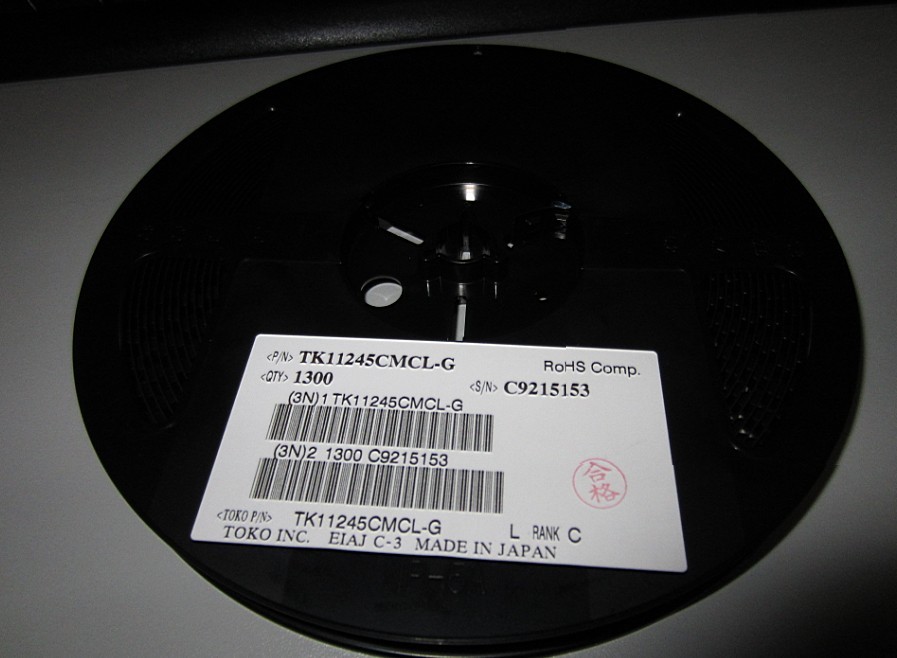 <P/N> TK11245CMCL-G
RoHS Comp.
<QTY> 1300
<S/N> C9215153
(3N)1 TK11245CMCL-G
(3N)2 1300 C9215153
合格
<TOKO P/N> TK11245CMCL-G
L RANK C
TOKO INC. EIAJ C-3 MADE IN JAPAN